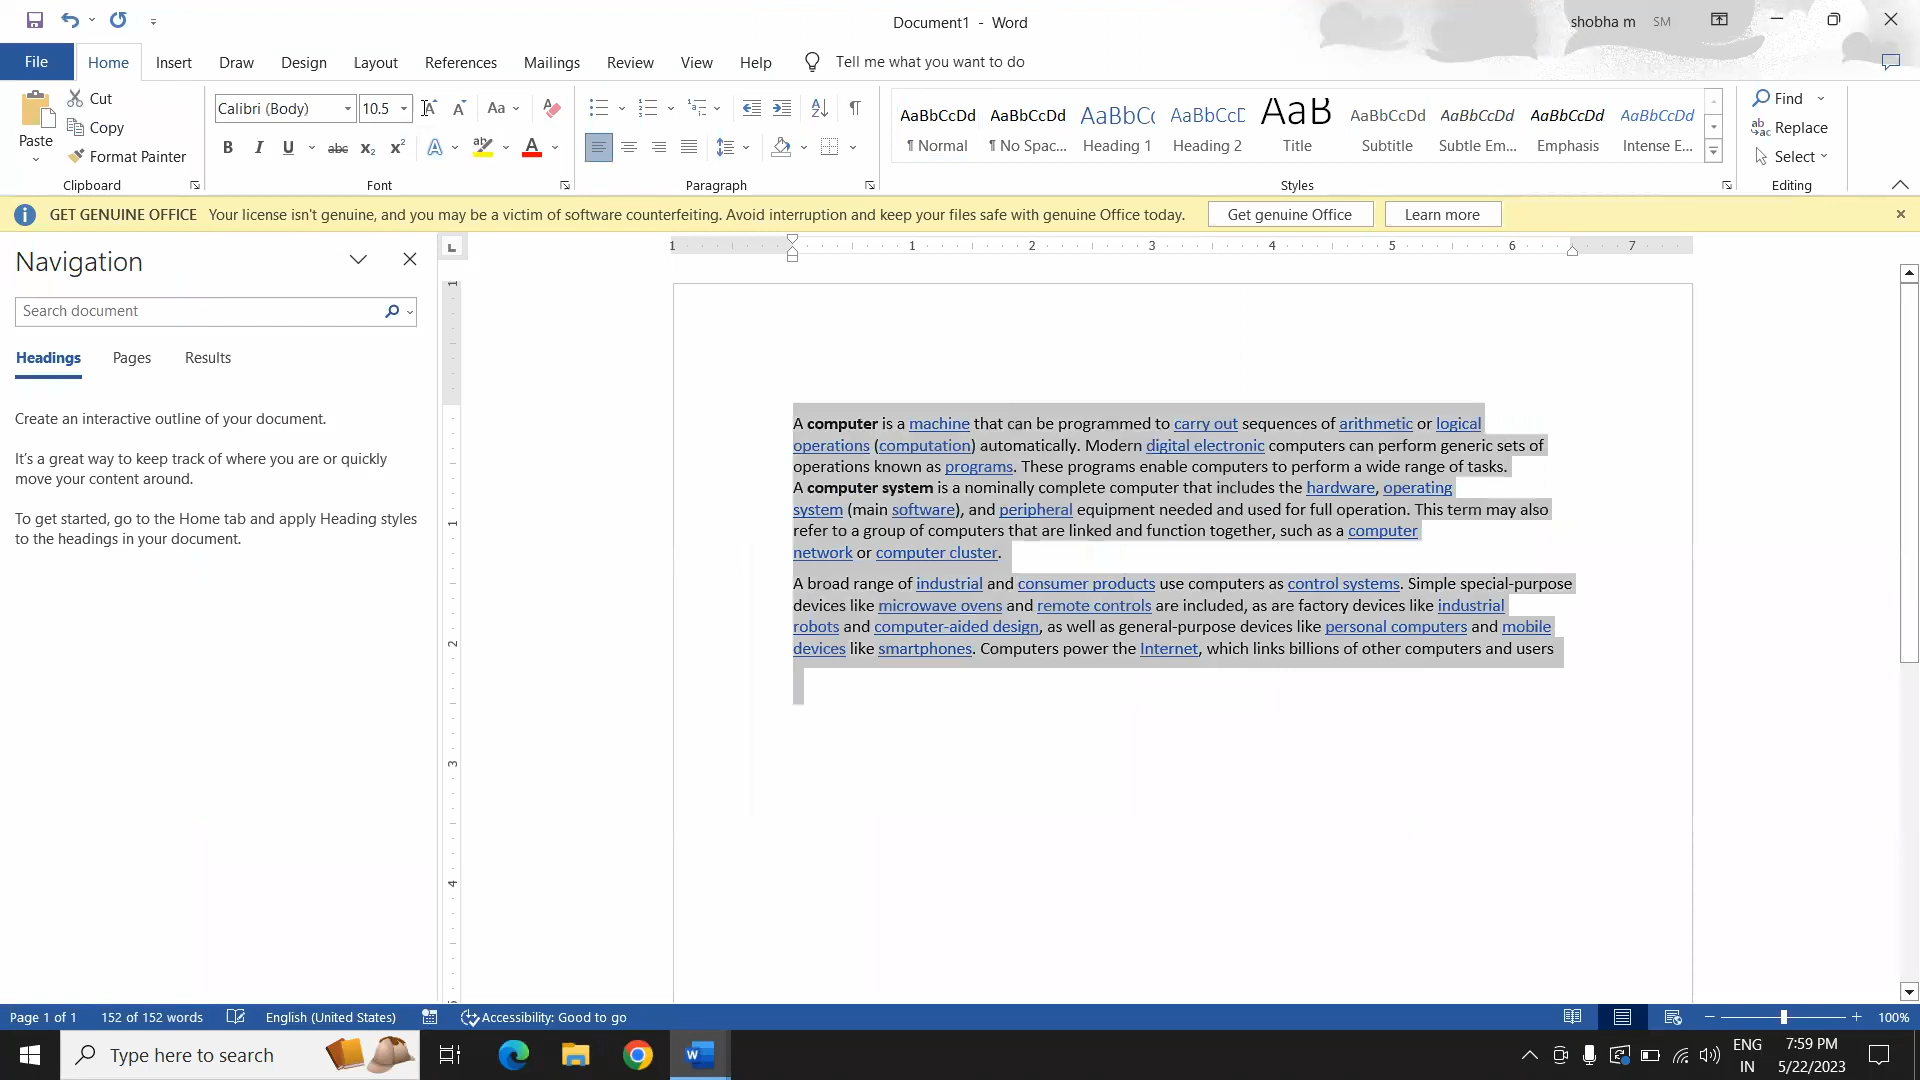 Document1 - Word
shobha m SM
File Home Insert Draw Design Layout References Mailings Review View Help Tell me what you want to do
Paste Cut Copy Format Painter
Calibri (Body) 10.5
AaBbCcDd AaBbCcDd AaBbCc AaBbCcD AaB AaBbCcDd AaBbCcDd AaBbCcDd AaBbCcDd
¶ Normal ¶ No Spac... Heading 1 Heading 2 Title Subtitle Subtle Em... Emphasis Intense E...
Find
Replace
Select
Clipboard Font Paragraph Styles Editing
GET GENUINE OFFICE Your license isn't genuine, and you may be a victim of software counterfeiting. Avoid interruption and keep your files safe with genuine Office today. Get genuine Office Learn more
Navigation
Search document
Headings Pages Results
Create an interactive outline of your document.
It's a great way to keep track of where you are or quickly
move your content around.
To get started, go to the Home tab and apply Heading styles
to the headings in your document.
1 1 2 3 4 5 6 7
1
1
2
3
4
A computer is a machine that can be programmed to carry out sequences of arithmetic or logical
operations (computation) automatically. Modern digital electronic computers can perform generic sets of
operations known as programs. These programs enable computers to perform a wide range of tasks.
A computer system is a nominally complete computer that includes the hardware, operating
system (main software), and peripheral equipment needed and used for full operation. This term may also
refer to a group of computers that are linked and function together, such as a computer
network or computer cluster.
A broad range of industrial and consumer products use computers as control systems. Simple special-purpose
devices like microwave ovens and remote controls are included, as are factory devices like industrial
robots and computer-aided design, as well as general-purpose devices like personal computers and mobile
devices like smartphones. Computers power the Internet, which links billions of other computers and users
Page 1 of 1 152 of 152 words English (United States) Accessibility: Good to go 100%
Type here to search
ENG
IN
7:59 PM
5/22/2023